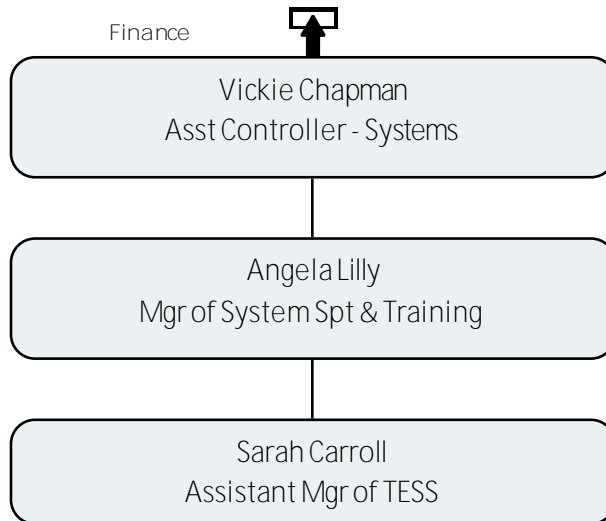 Finance
Vickie Chapman
Asst Controller - Systems
Angela Lilly
Mgr of System Spt & Training
Sarah Carroll
Assistant Mgr of TESS